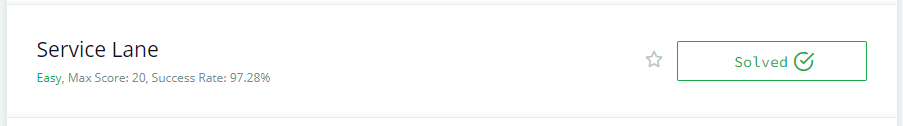 Service Lane
Easy, Max Score: 20, Success Rate: 97.28%
Solved